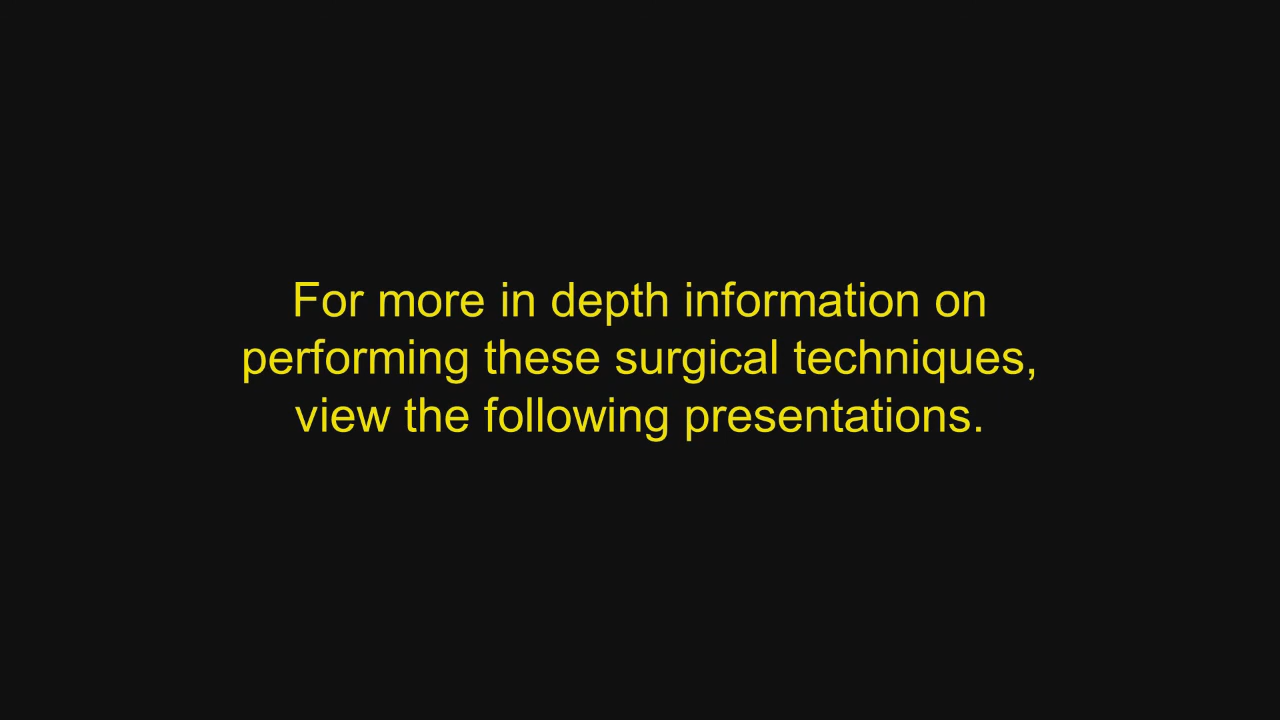 For more in depth information on
performing these surgical techniques,
view the following presentations.